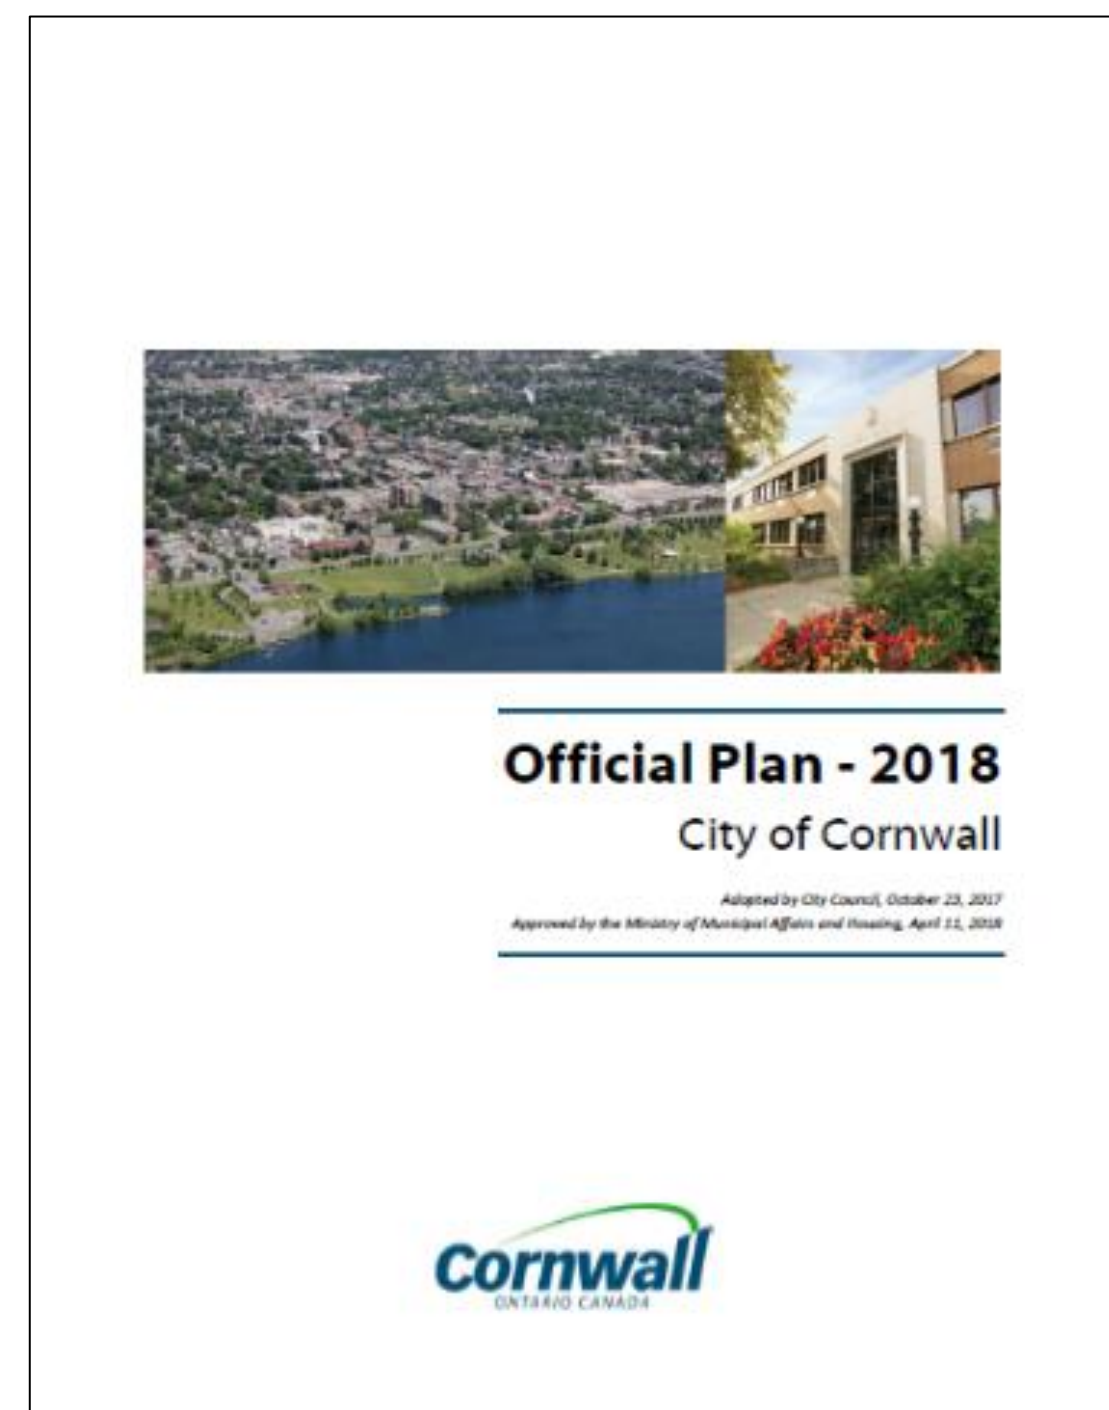 Official Plan - 2018
City of Cornwall
Adopted by City Council, October 23, 2017
Approved by the Ministry of Municipal Affairs and Housing, April 11, 2018
Cornwall
ONTARIO CANADA